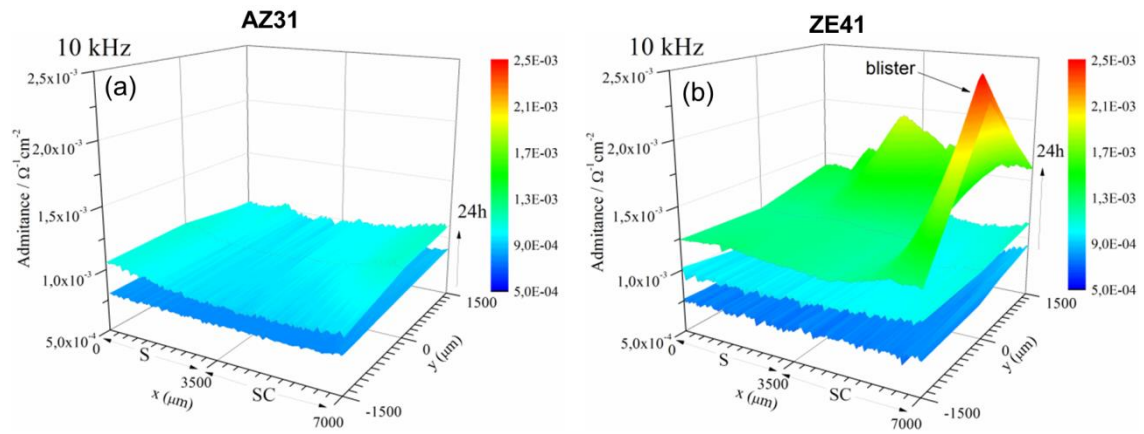 AZ31
10 kHz
(a)
2,5x10⁻³
2,0x10⁻³
1,5x10⁻³
1,0x10⁻³
5,0x10⁻⁴
Admitance / Ω⁻¹cm⁻²
0
S
3500
SC
7000
x (μm)
-1500
0
1500
y (μm)
24h
2,5E-03
2,1E-03
1,7E-03
1,3E-03
9,0E-04
5,0E-04
ZE41
10 kHz
(b)
blister
2,5x10⁻³
2,0x10⁻³
1,5x10⁻³
1,0x10⁻³
5,0x10⁻⁴
Admitance / Ω⁻¹cm⁻²
0
S
3500
SC
7000
x (μm)
-1500
0
1500
y (μm)
24h
2,5E-03
2,1E-03
1,7E-03
1,3E-03
9,0E-04
5,0E-04